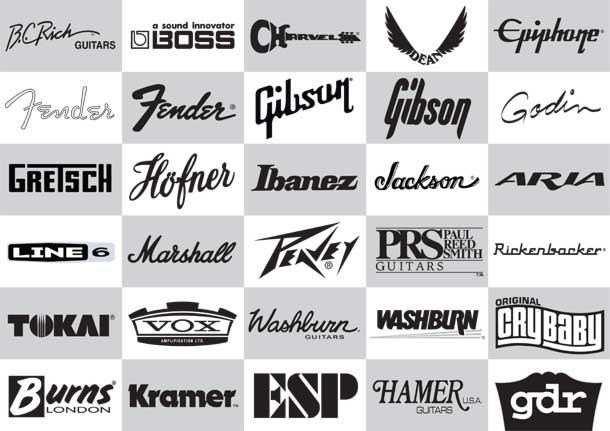 B.C. Rich
GUITARS
a sound innovator
BOSS
CHARVEL
DEAN
Epiphone®
Fender
Fender®
Gibson
Gibson
Godin
GRETSCH
Höfner
Ibanez
Jackson
ARIA
LINE 6
Marshall
PEAVEY®
PRS
PAUL
REED
SMITH
GUITARS
Rickenbacker®
TOKAI®
VOX
AMPLIFICATION LTD.
Washburn
GUITARS
WASHBURN
ORIGINAL
CRYBABY
Burns®
LONDON
Kramer™
ESP
HAMER U.S.A.
GUITARS
gdr